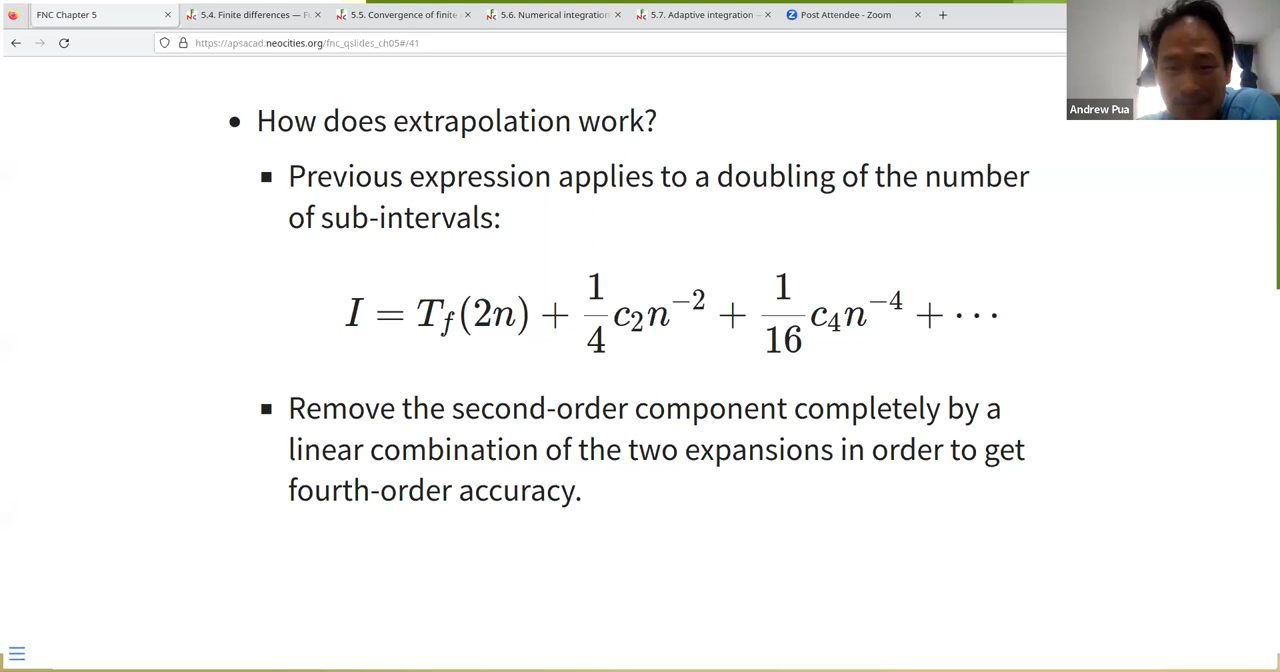 FNC Chapter 5
5.4. Finite differences —
5.5. Convergence of finite
5.6. Numerical integration
5.7. Adaptive integration —
Post Attendee - Zoom
https://apsacad.neocities.org/fnc_qslides_ch05#/41
Andrew Pua
• How does extrapolation work?
▪ Previous expression applies to a doubling of the number
of sub-intervals:
I = T_f(2n) + \frac{1}{4} c_2 n^{-2} + \frac{1}{16} c_4 n^{-4} + ⋯
▪ Remove the second-order component completely by a
linear combination of the two expansions in order to get
fourth-order accuracy.